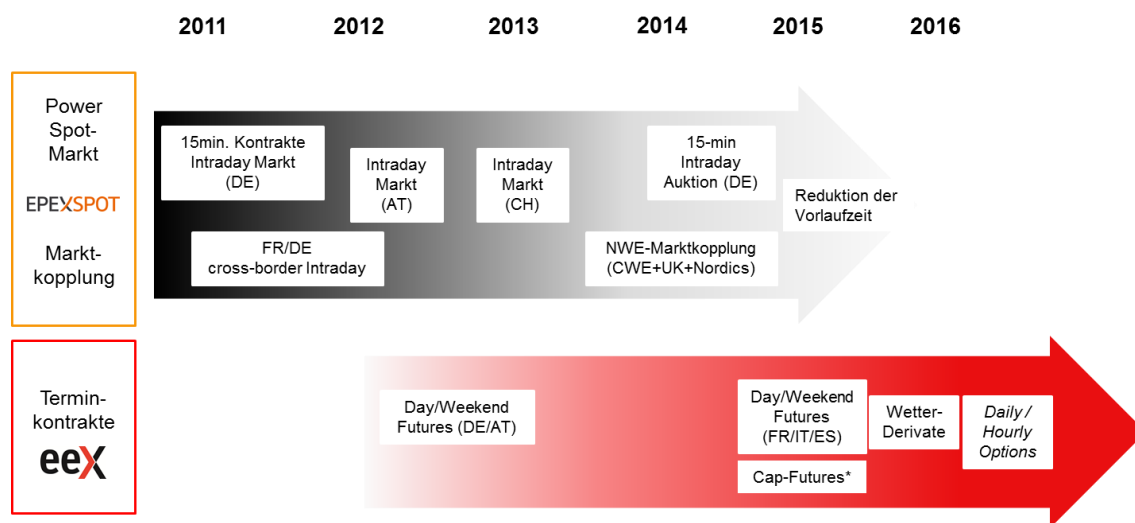 2011 2012 2013 2014 2015 2016
Power
Spot-
Markt
EPEXSPOT
Markt-
kopplung
15min. Kontrakte
Intraday Markt
(DE)
Intraday
Markt
(AT)
Intraday
Markt
(CH)
15-min
Intraday
Auktion (DE)
Reduktion der
Vorlaufzeit
FR/DE
cross-border Intraday
NWE-Marktkopplung
(CWE+UK+Nordics)
Termin-
kontrakte
eex
Day/Weekend
Futures (DE/AT)
Day/Weekend
Futures
(FR/IT/ES)
Wetter-
Derivate
Daily /
Hourly
Options
Cap-Futures*